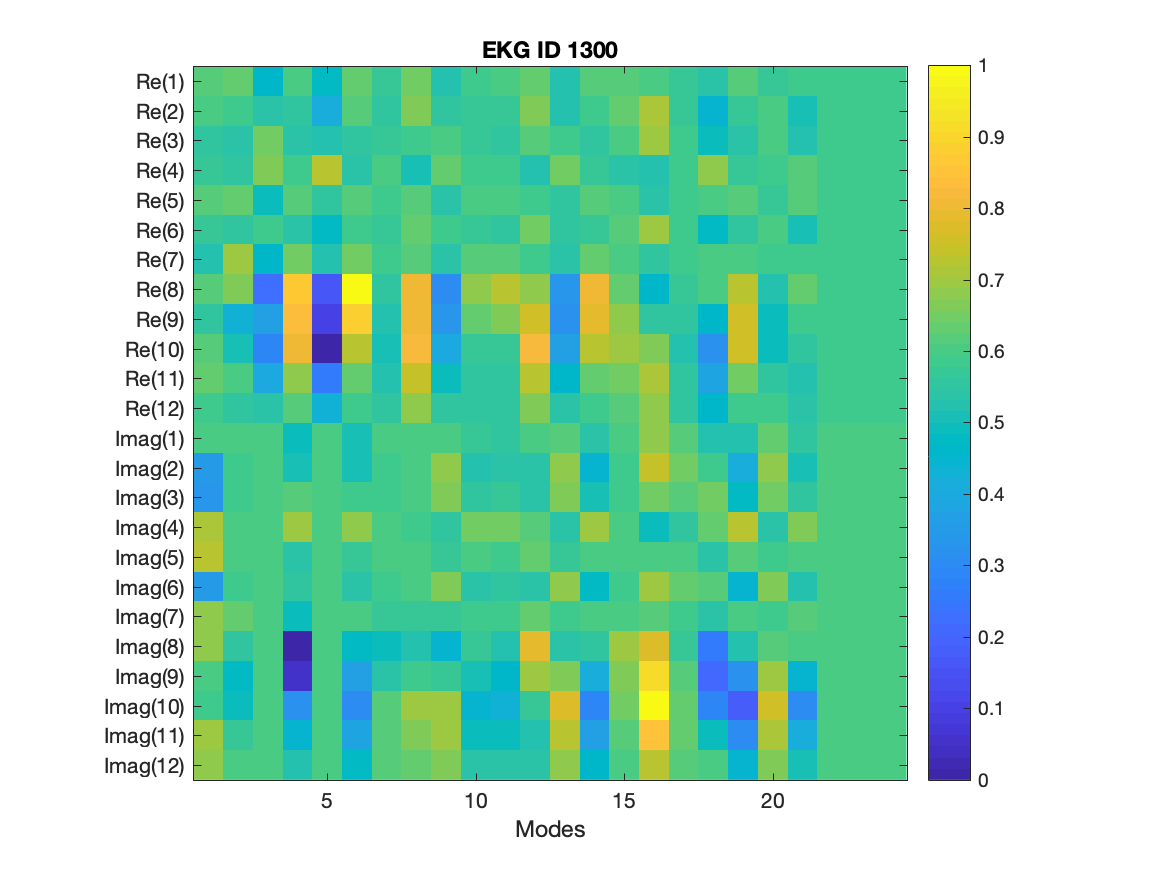 EKG ID 1300
Re(1)
Re(2)
Re(3)
Re(4)
Re(5)
Re(6)
Re(7)
Re(8)
Re(9)
Re(10)
Re(11)
Re(12)
Imag(1)
Imag(2)
Imag(3)
Imag(4)
Imag(5)
Imag(6)
Imag(7)
Imag(8)
Imag(9)
Imag(10)
Imag(11)
Imag(12)
5 10 15 20
Modes
1
0.9
0.8
0.7
0.6
0.5
0.4
0.3
0.2
0.1
0